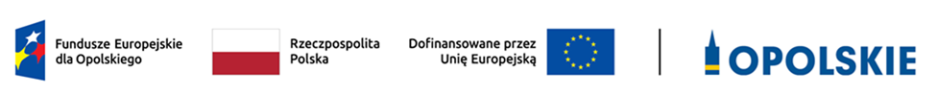 Fundusze Europejskie
dla Opolskiego
Rzeczpospolita
Polska
Dofinansowane przez
Unię Europejską
OPOLSKIE